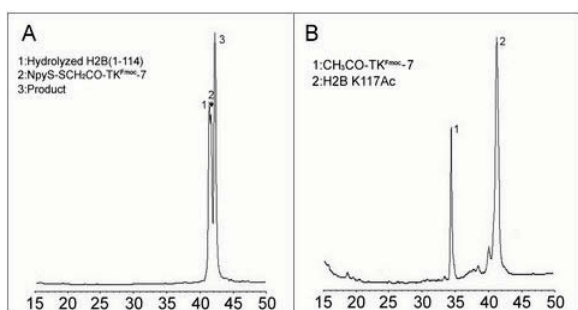 A
1:Hydrolyzed H2B(1-114)
2:NpyS-SCH₂CO-TKᶠᵐᵒᶜ-7
3:Product
1
2
3
15 20 25 30 35 40 45 50
B
1:CH₃CO-TKᶠᵐᵒᶜ-7
2:H2B K117Ac
1
2
15 20 25 30 35 40 45 50